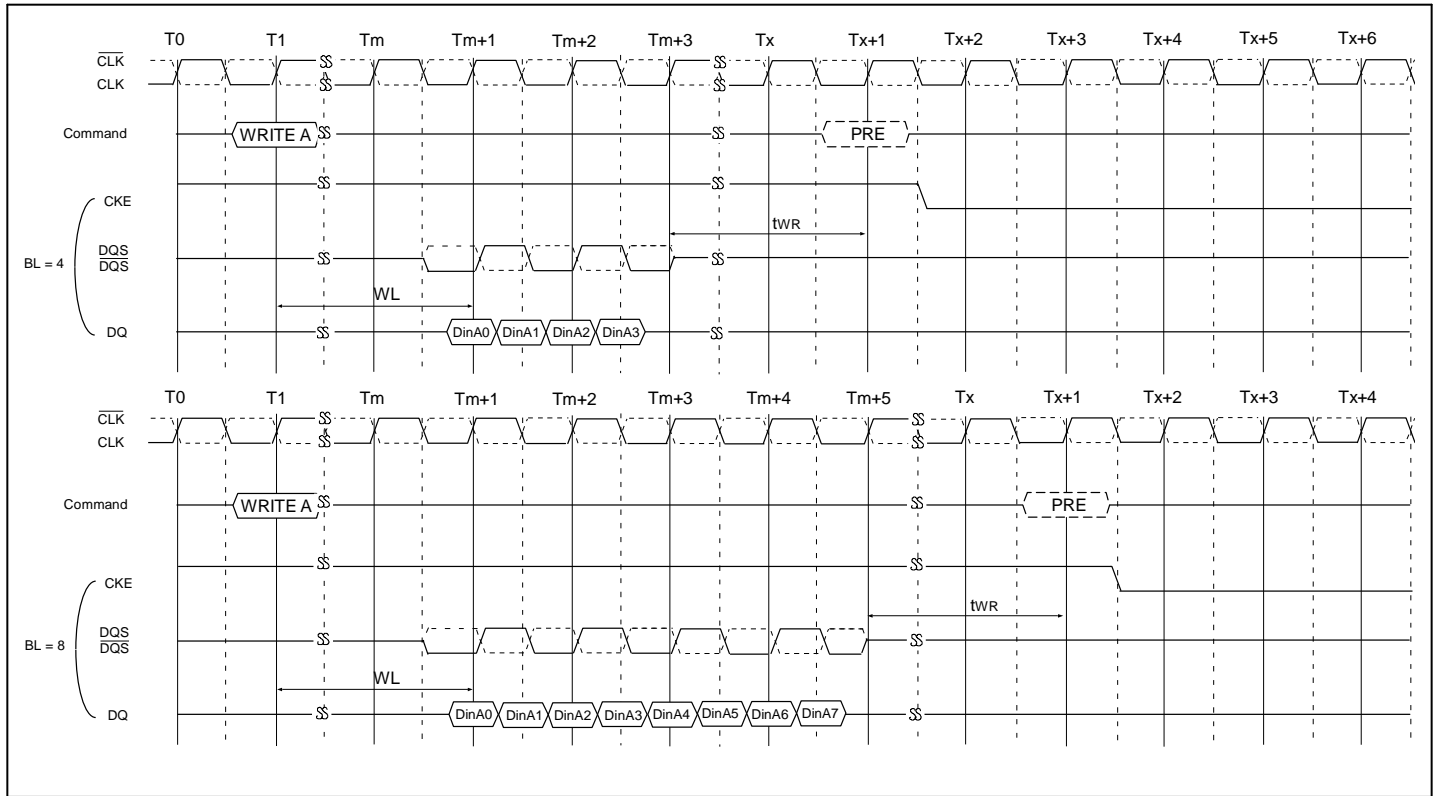 T0 T1 Tm Tm+1 Tm+2 Tm+3 Tx Tx+1 Tx+2 Tx+3 Tx+4 Tx+5 Tx+6
CLK
CLK
Command WRITE A PRE
CKE
tWR
BL = 4
DQS
DQS
WL
DQ DinA0 DinA1 DinA2 DinA3
T0 T1 Tm Tm+1 Tm+2 Tm+3 Tm+4 Tm+5 Tx Tx+1 Tx+2 Tx+3 Tx+4
CLK
CLK
Command WRITE A PRE
CKE
tWR
BL = 8
DQS
DQS
WL
DQ DinA0 DinA1 DinA2 DinA3 DinA4 DinA5 DinA6 DinA7